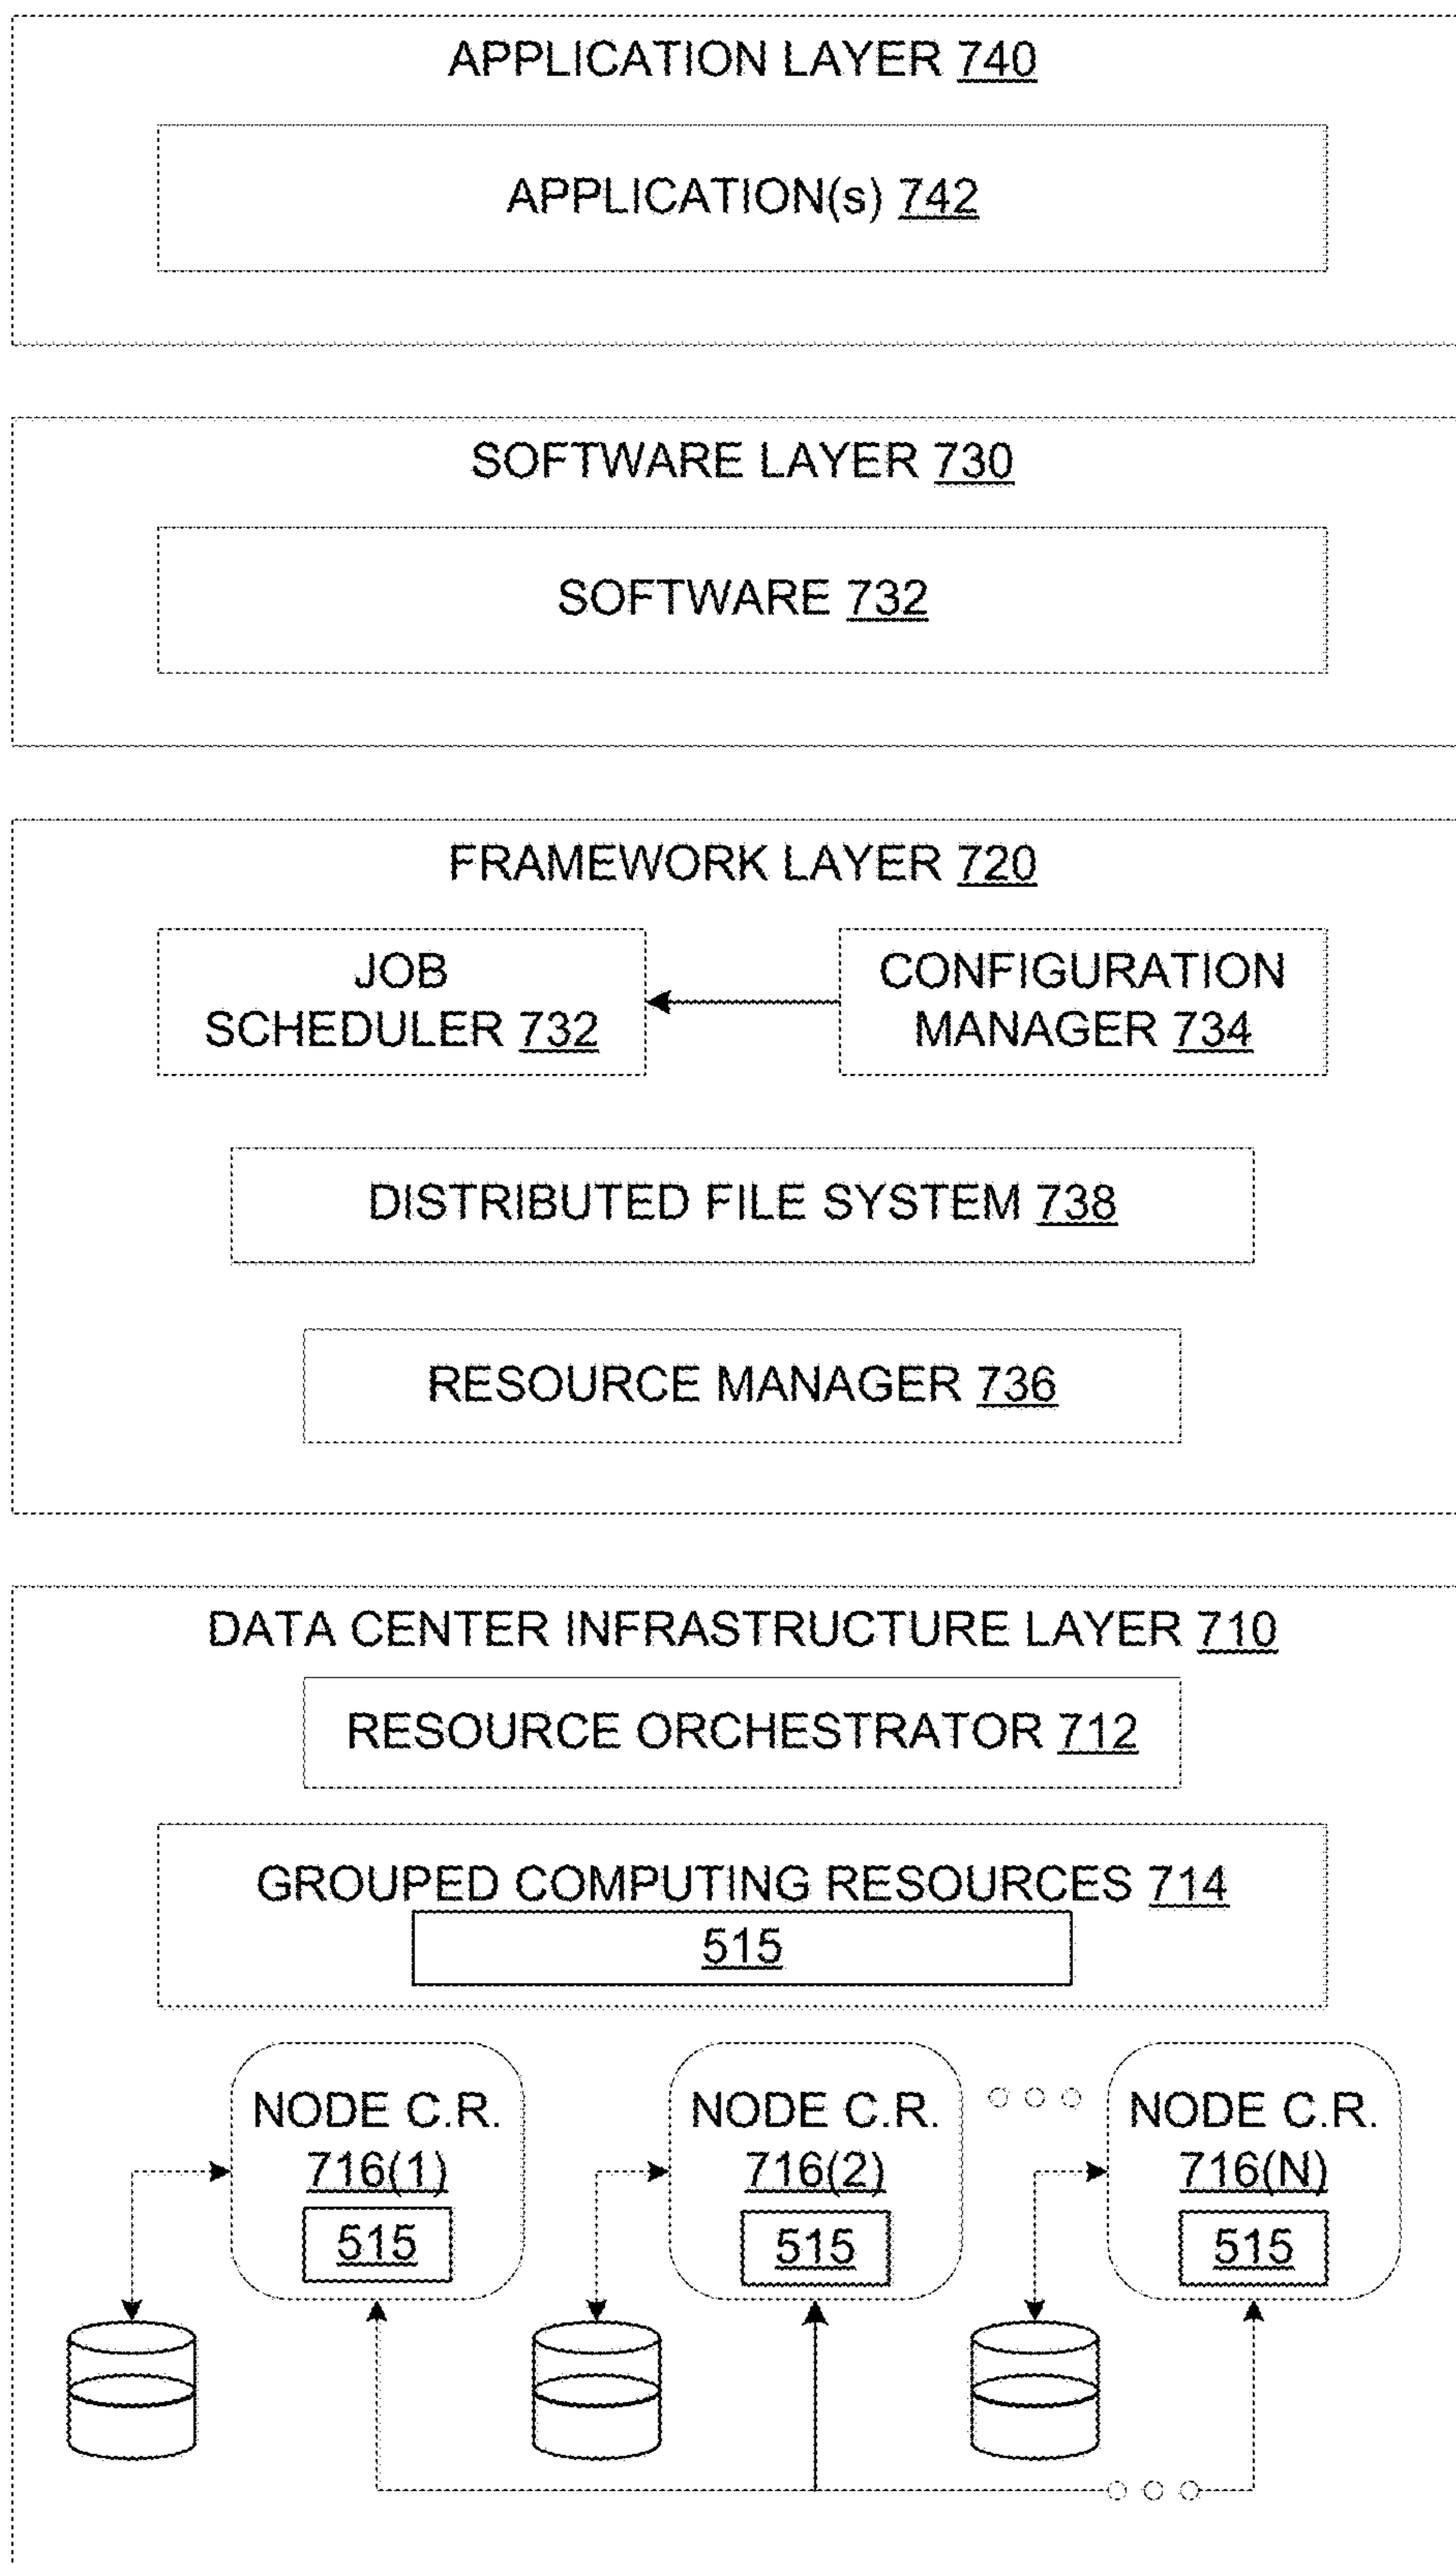 APPLICATION LAYER 740
APPLICATION(s) 742
SOFTWARE LAYER 730
SOFTWARE 732
FRAMEWORK LAYER 720
JOB
SCHEDULER 732
CONFIGURATION
MANAGER 734
DISTRIBUTED FILE SYSTEM 738
RESOURCE MANAGER 736
DATA CENTER INFRASTRUCTURE LAYER 710
RESOURCE ORCHESTRATOR 712
GROUPED COMPUTING RESOURCES 714
515
NODE C.R.
716(1)
515
NODE C.R.
716(2)
515
NODE C.R.
716(N)
515